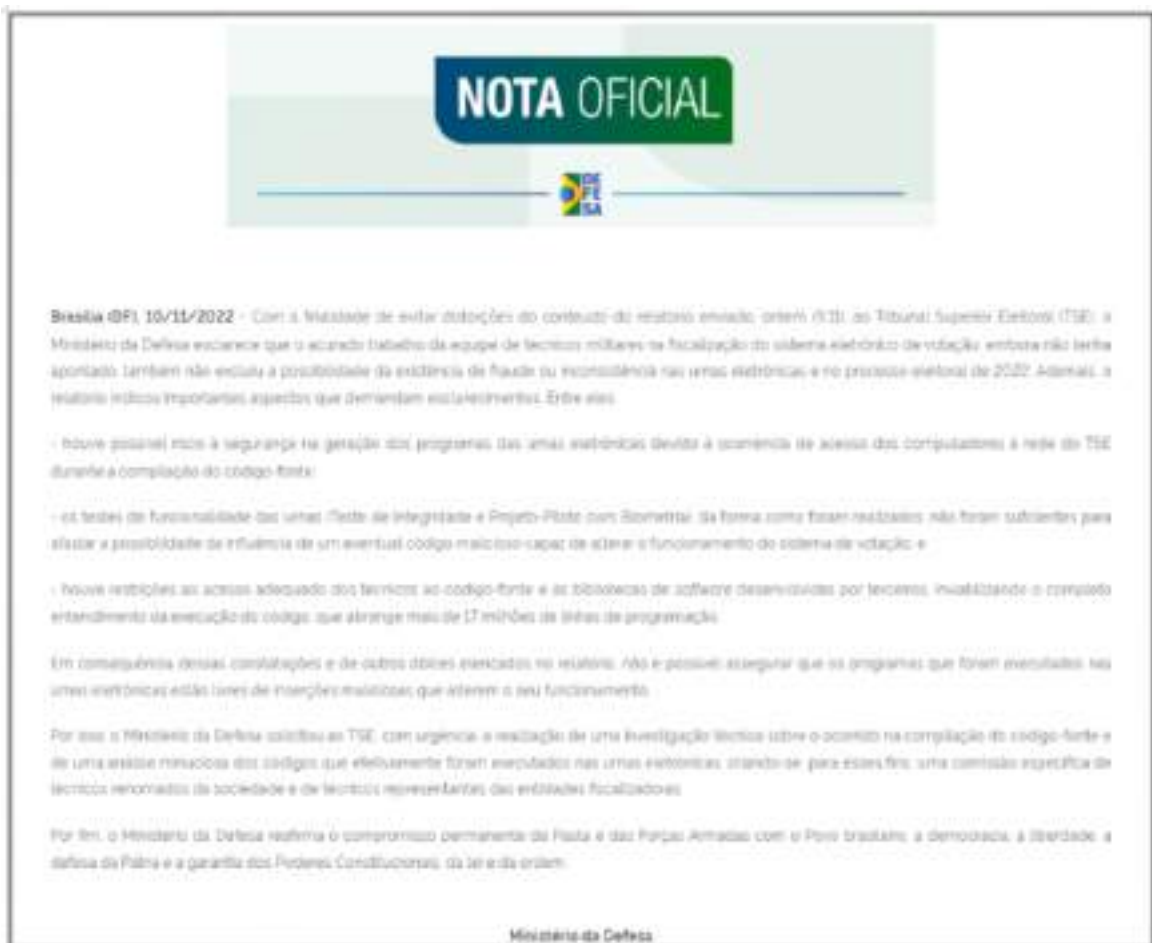 NOTA OFICIAL
DE
FE
SA
Brasília (DF), 10/11/2022 - Com a finalidade de evitar distorções do conteúdo do relatório enviado, ontem (9.11), ao Tribunal Superior Eleitoral (TSE), o
Ministério da Defesa esclarece que o acurado trabalho da equipe de técnicos militares na fiscalização do sistema eletrônico de votação, embora não tenha
apontado, também não excluiu a possibilidade da existência de fraude ou inconsistência nas urnas eletrônicas e no processo eleitoral de 2022. Ademais, o
relatório indicou importantes aspectos que demandam esclarecimentos. Entre eles:
- houve possível risco à segurança na geração dos programas das urnas eletrônicas devido à ocorrência de acesso dos computadores à rede do TSE
durante a compilação do código-fonte;
- os testes de funcionalidade das urnas (Teste de Integridade e Projeto-Piloto com Biometria), da forma como foram realizados, não foram suficientes para
afastar a possibilidade da influência de um eventual código malicioso capaz de alterar o funcionamento do sistema de votação; e
- houve restrições ao acesso adequado dos técnicos ao código-fonte e às bibliotecas de software desenvolvidas por terceiros, inviabilizando o completo
entendimento da execução do código, que abrange mais de 17 milhões de linhas de programação.
Em consequência dessas constatações e de outros óbices elencados no relatório, não é possível assegurar que os programas que foram executados nas
urnas eletrônicas estão livres de inserções maliciosas que alterem o seu funcionamento.
Por isso, o Ministério da Defesa solicitou ao TSE, com urgência, a realização de uma investigação técnica sobre o ocorrido na compilação do código-fonte e
de uma análise minuciosa dos códigos que efetivamente foram executados nas urnas eletrônicas, criando-se, para esses fins, uma comissão específica de
técnicos renomados da sociedade e de técnicos representantes das entidades fiscalizadoras.
Por fim, o Ministério da Defesa reafirma o compromisso permanente da Pasta e das Forças Armadas com o Povo brasileiro, a democracia, a liberdade, a
defesa da Pátria e a garantia dos Poderes Constitucionais, da lei e da ordem.
Ministério da Defesa